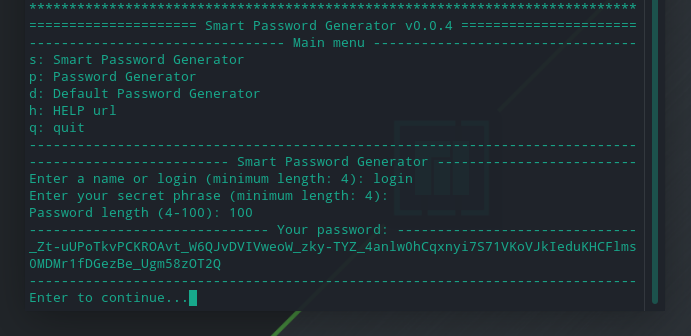 ****************************************************************************
===================== Smart Password Generator v0.0.4 ======================
-------------------------------- Main menu ---------------------------------
s: Smart Password Generator
p: Password Generator
d: Default Password Generator
h: HELP url
q: quit
----------------------------------------------------------------------------
------------------------- Smart Password Generator -------------------------
Enter a name or login (minimum length: 4): login
Enter your secret phrase (minimum length: 4):
Password length (4-100): 100
------------------------------ Your password: ------------------------------
_Zt-uUPoTkvPCKROAvt_W6QJvDVIVweoW_zky-TYZ_4anlw0hCqxnyi7S71VKoVJkIeduKHCFlms
0MDMr1fDGezBe_Ugm58zOT2Q
----------------------------------------------------------------------------
Enter to continue...